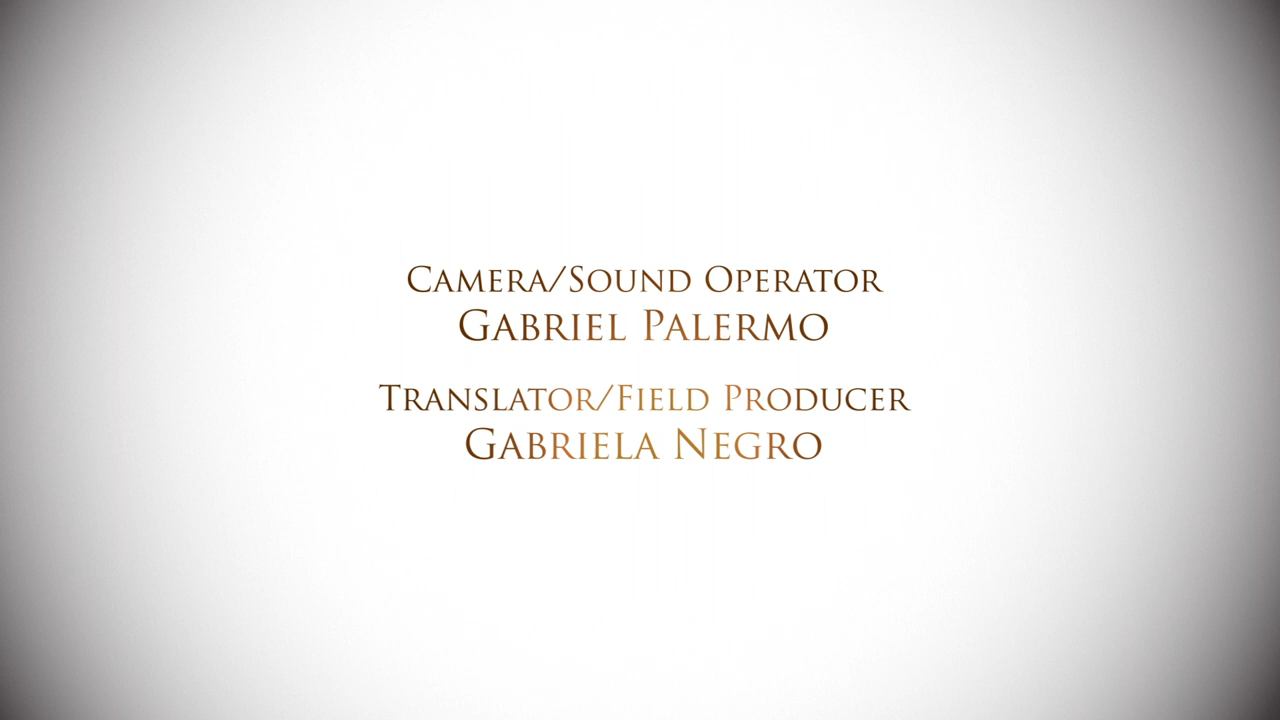 Camera/Sound Operator
Gabriel Palermo
Translator/Field Producer
Gabriela Negro